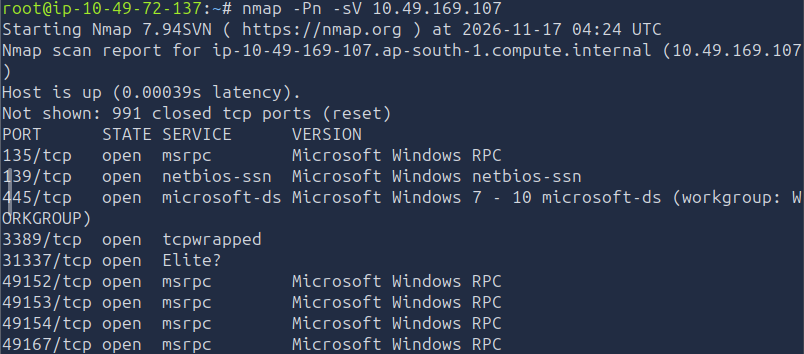 root@ip-10-49-72-137:~# nmap -Pn -sV 10.49.169.107
Starting Nmap 7.94SVN ( https://nmap.org ) at 2026-11-17 04:24 UTC
Nmap scan report for ip-10-49-169-107.ap-south-1.compute.internal (10.49.169.107
)
Host is up (0.00039s latency).
Not shown: 991 closed tcp ports (reset)
PORT      STATE SERVICE      VERSION
135/tcp   open  msrpc        Microsoft Windows RPC
139/tcp   open  netbios-ssn  Microsoft Windows netbios-ssn
445/tcp   open  microsoft-ds Microsoft Windows 7 - 10 microsoft-ds (workgroup: W
ORKGROUP)
3389/tcp  open  tcpwrapped
31337/tcp open  Elite?
49152/tcp open  msrpc        Microsoft Windows RPC
49153/tcp open  msrpc        Microsoft Windows RPC
49154/tcp open  msrpc        Microsoft Windows RPC
49167/tcp open  msrpc        Microsoft Windows RPC